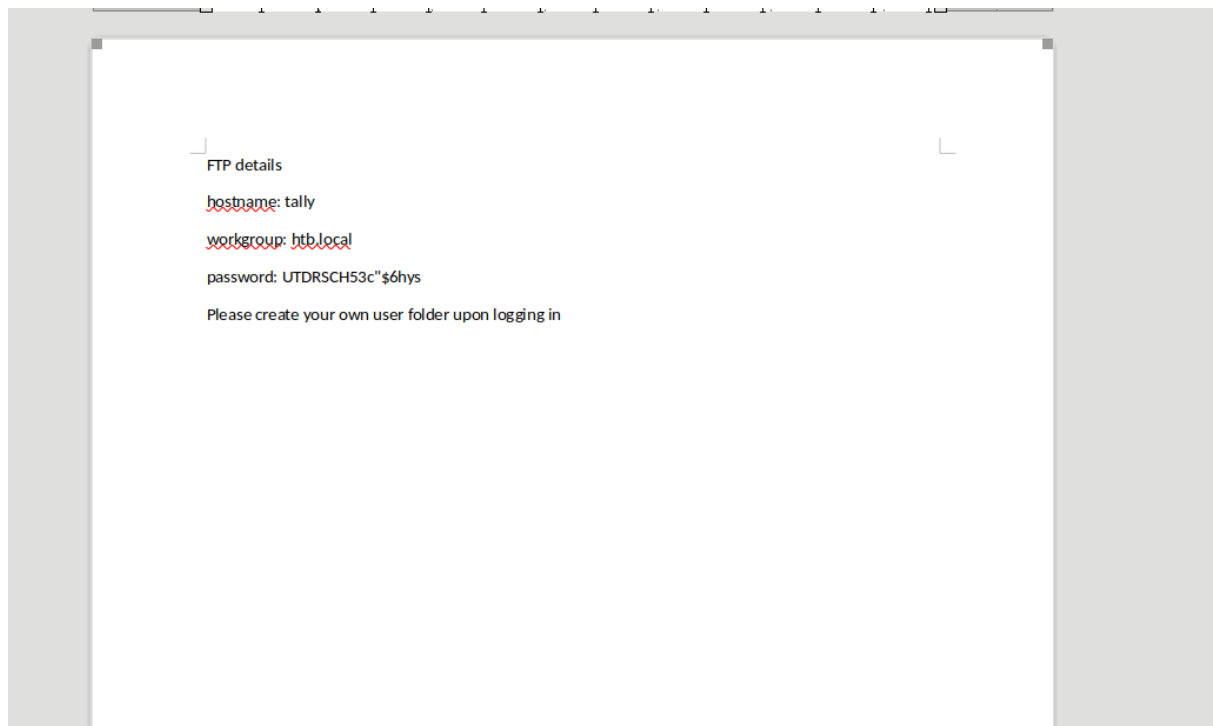 FTP details
hostname: tally
workgroup: htb.local
password: UTDRSCH53c"$6hys
Please create your own user folder upon logging in